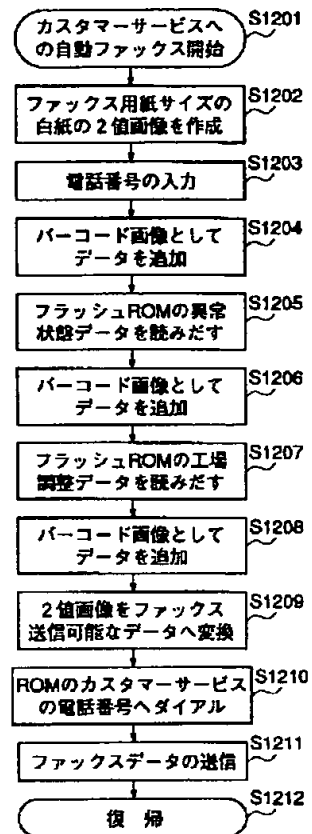 カスタマーサービスへ
の自動ファックス開始
S1201
ファックス用紙サイズの
白紙の2値画像を作成
S1202
電話番号の入力
S1203
バーコード画像として
データを追加
S1204
フラッシュROMの異常
状態データを読みだす
S1205
バーコード画像として
データを追加
S1206
フラッシュROMの工場
調整データを読みだす
S1207
バーコード画像として
データを追加
S1208
2値画像をファックス
送信可能なデータへ変換
S1209
ROMのカスタマーサービス
の電話番号へダイアル
S1210
ファックスデータの送信
S1211
復帰
S1212